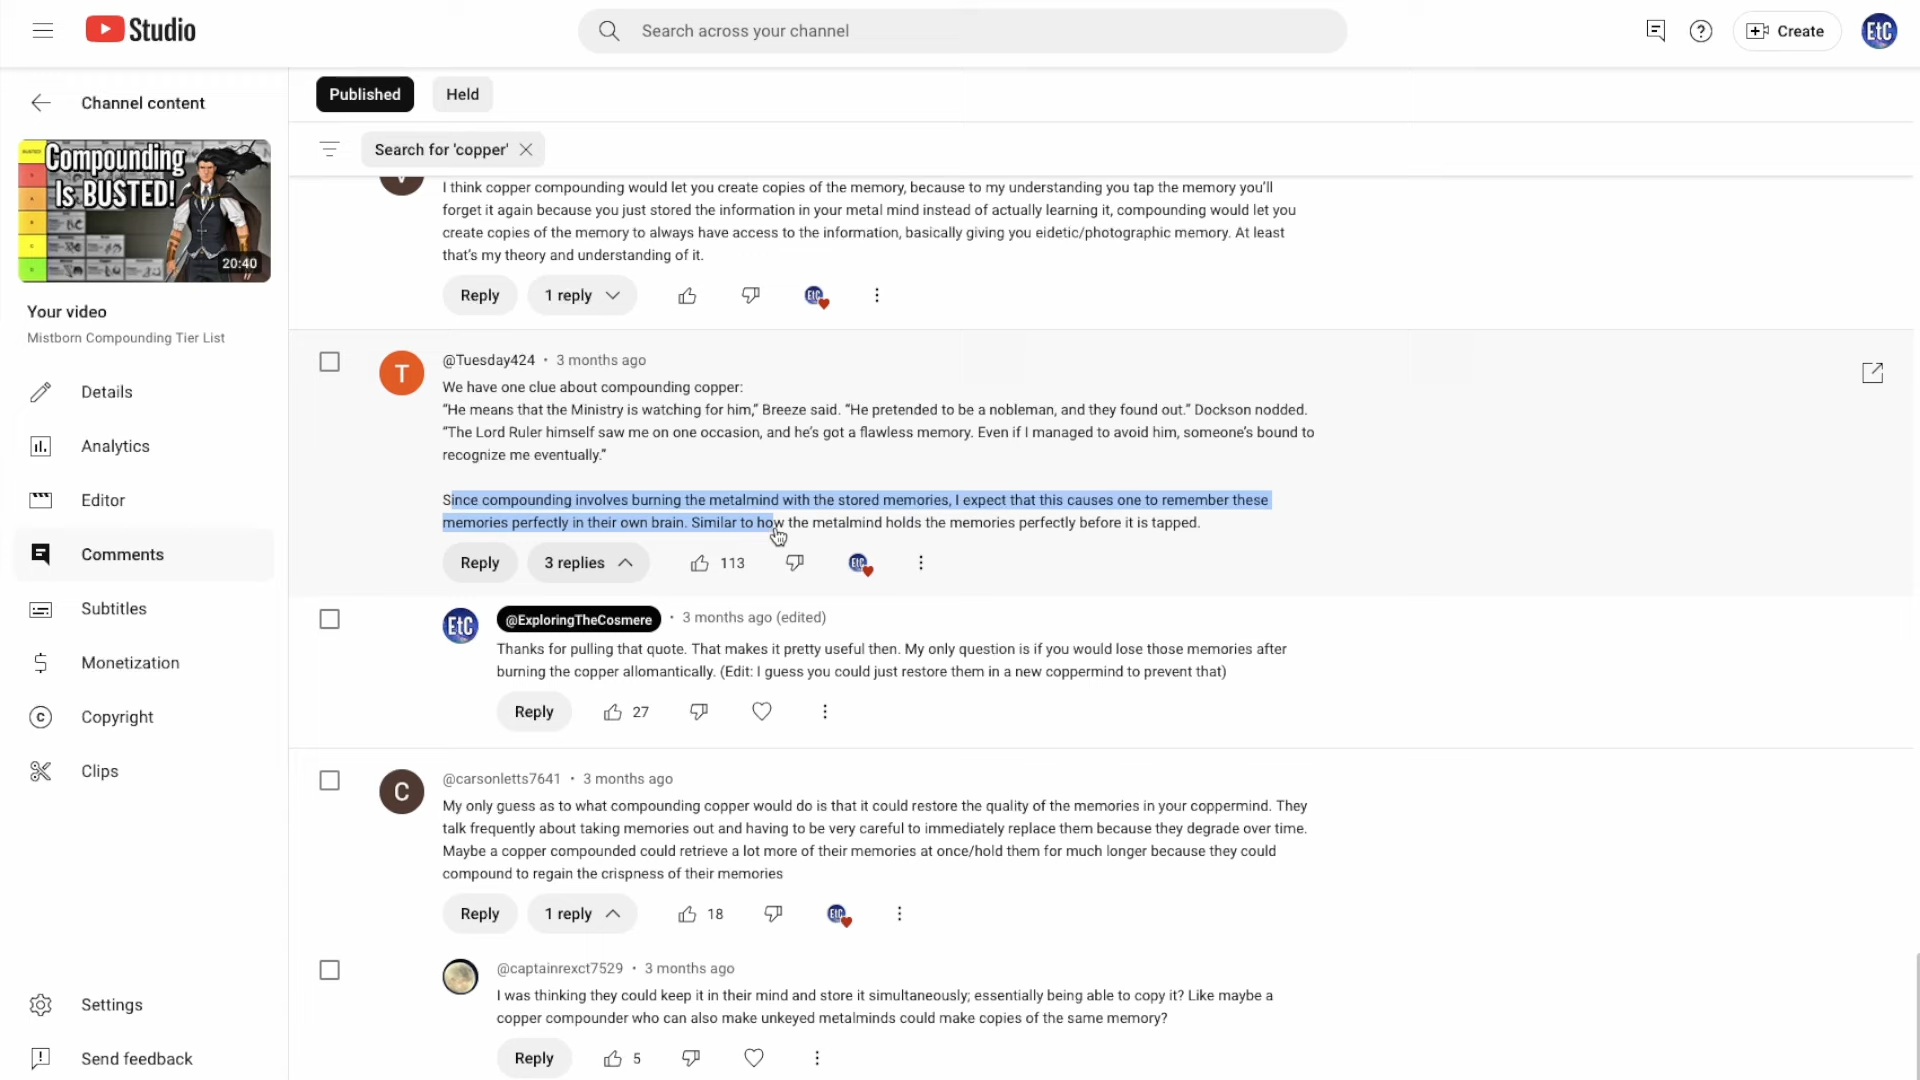 Studio
Search across your channel
Create
EtC
Channel content
Published
Held
Search for 'copper'
Compounding
Is BUSTED!
20:40
Your video
Mistborn Compounding Tier List
Details
Analytics
Editor
Comments
Subtitles
Monetization
Copyright
Clips
Settings
Send feedback
I think copper compounding would let you create copies of the memory, because to my understanding you tap the memory you'll
forget it again because you just stored the information in your metal mind instead of actually learning it, compounding would let you
create copies of the memory to always have access to the information, basically giving you eidetic/photographic memory. At least
that's my theory and understanding of it.
Reply
1 reply
T
@Tuesday424 • 3 months ago
We have one clue about compounding copper:
“He means that the Ministry is watching for him,” Breeze said. “He pretended to be a nobleman, and they found out.” Dockson nodded.
“The Lord Ruler himself saw me on one occasion, and he’s got a flawless memory. Even if I managed to avoid him, someone’s bound to
recognize me eventually.”
Since compounding involves burning the metalmind with the stored memories, I expect that this causes one to remember these
memories perfectly in their own brain. Similar to how the metalmind holds the memories perfectly before it is tapped.
Reply
3 replies
113
EtC
@ExploringTheCosmere • 3 months ago (edited)
Thanks for pulling that quote. That makes it pretty useful then. My only question is if you would lose those memories after
burning the copper allomantically. (Edit: I guess you could just restore them in a new coppermind to prevent that)
Reply
27
C
@carsonletts7641 • 3 months ago
My only guess as to what compounding copper would do is that it could restore the quality of the memories in your coppermind. They
talk frequently about taking memories out and having to be very careful to immediately replace them because they degrade over time.
Maybe a copper compounded could retrieve a lot more of their memories at once/hold them for much longer because they could
compound to regain the crispness of their memories
Reply
1 reply
18
@captainrexct7529 • 3 months ago
I was thinking they could keep it in their mind and store it simultaneously; essentially being able to copy it? Like maybe a
copper compounder who can also make unkeyed metalminds could make copies of the same memory?
Reply
5